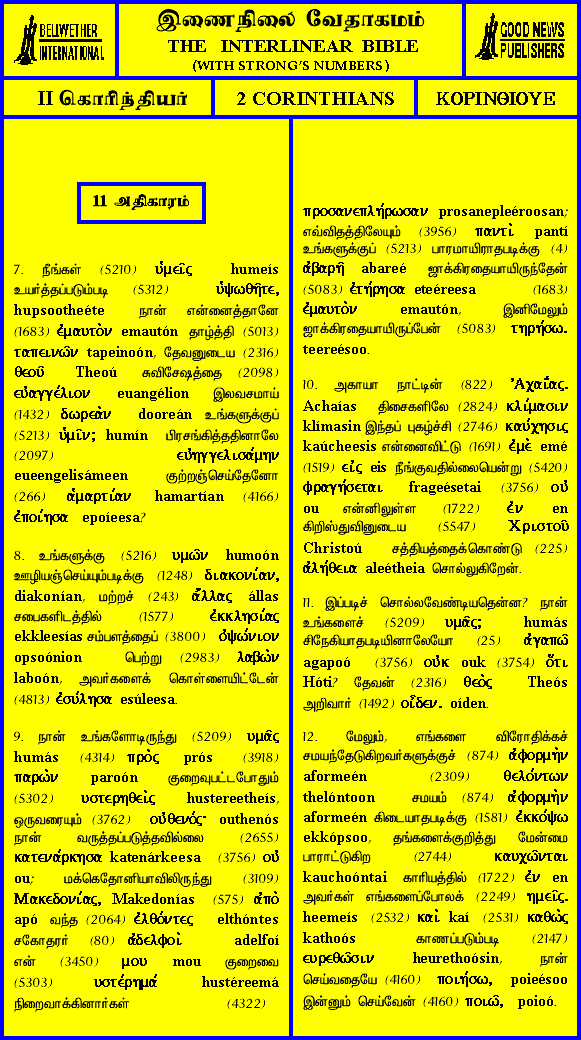 BELLWETHER
INTERNATIONAL
இணைநிலை வேதாகமம்
THE INTERLINEAR BIBLE
(WITH STRONG'S NUMBERS)
GOOD NEWS
PUBLISHERS
II கொரிந்தியர்
2 CORINTHIANS
ΚΟΡΙΝΘΙΟΥΕ
11 அதிகாரம்
7. நீங்கள் (5210) ὑμεῖς humeís
உயர்த்தப்படும்படி (5312) ὑψωθῆτε,
hupsootheéte நான் என்னைத்தானே
(1683) ἐμαυτὸν emautón தாழ்த்தி (5013)
ταπεινῶν tapeinoón, தேவனுடைய (2316)
θεοῦ Theoú சுவிசேஷத்தை (2098)
εὐαγγέλιον euangélion இலவசமாய்
(1432) δωρεὰν dooreán உங்களுக்குப்
(5213) ὑμῖν; humín பிரசங்கித்ததினாலே
(2097) εὐηγγελισάμην
eueengelisámeen குற்றஞ்செய்தேனோ
(266) ἁμαρτίαν hamartían (4166)
ἐποίησα epoíeesa?
8. உங்களுக்கு (5216) υμῶν humoón
ஊழியஞ்செய்யும்படிக்கு (1248) διακονίαν,
diakonían, மற்றச் (243) ἄλλας állas
சபைகளிடத்தில் (1577) ἐκκλησίας
ekkleesías சம்பளத்தைப் (3800) ὀψώνιον
opsoónion பெற்று (2983) λαβὼν
laboón, அவர்களைக் கொள்ளையிட்டேன்
(4813) ἐσύλησα esúleesa.
9. நான் உங்களோடிருந்து (5209) υμᾶς
humás (4314) πρὸς prós (3918)
παρὼν paroón குறைவுபட்டபோதும்
(5302) υστερηθεὶς hustereetheís,
ஒருவரையும் (3762) οὐθενός· outhenós
நான் வருத்தப்படுத்தவில்லை (2655)
κατενάρκησα katenárkeesa (3756) οὐ
ou; மக்கெதோனியாவிலிருந்து (3109)
Μακεδονίας, Makedonías (575) ἀπὸ
apó வந்த (2064) ἐλθόντες elthóntes
சகோதரர் (80) ἀδελφοὶ adelfoí
என் (3450) μου mou குறைவை
(5303) υστέρημά hustéreemá
நிறைவாக்கினார்கள் (4322)
προσανεπλήρωσαν prosanepleéroosan;
எவ்விதத்திலேயும் (3956) παντὶ pantí
உங்களுக்குப் (5213) பாரமாயிராதபடிக்கு (4)
ἀβαρῆ abareé ஜாக்கிரதையாயிருந்தேன்
(5083) ἐτήρησα eteéreesa (1683)
ἐμαυτὸν emautón, இனிமேலும்
ஜாக்கிரதையாயிருப்பேன் (5083) τηρήσω.
teereésoo.
10. அகாயா நாட்டின் (822) Ἀχαΐας.
Achaías திசைகளிலே (2824) κλίμασιν
klímasin இந்தப் புகழ்ச்சி (2746) καύχησις
kaúcheesis என்னைவிட்டு (1691) ἐμὲ emé
(1519) εἰς eis நீங்குவதில்லையென்று (5420)
φραγήσεται frageésetai (3756) οὐ
ou என்னிலுள்ள (1722) ἐν en
கிறிஸ்துவினுடைய (5547) Χριστοῦ
Christoú சத்தியத்தைக்கொண்டு (225)
ἀλήθεια aleétheia சொல்லுகிறேன்.
11. இப்படிச் சொல்லவேண்டியதென்ன? நான்
உங்களைச் (5209) υμᾶς; humás
சிநேகியாதபடியினாலேயோ (25) ἀγαπῶ
agapoó (3756) οὐκ ouk (3754) ὅτι
Hóti? தேவன் (2316) θεὸς Theós
அறிவார் (1492) οἶδεν. oíden.
12. மேலும், எங்களை விரோதிக்கச்
சமயந்தேடுகிறவர்களுக்குச் (874) ἀφορμὴν
aformeén (2309) θελόντων
thelóntoon சமயம் (874) ἀφορμὴν
aformeén கிடையாதபடிக்கு (1581) ἐκκόψω
ekkópsoo, தங்களைக்குறித்து மேன்மை
பாராட்டுகிற (2744) καυχῶνται
kauchoóntai காரியத்தில் (1722) ἐν en
அவர்கள் எங்களைப்போலக் (2249) ημεῖς.
heemeís (2532) καὶ kaí (2531) καθὼς
kathoós காணப்படும்படி (2147)
ευρεθῶσιν heurethoósin, நான்
செய்வதையே (4160) ποιήσω, poieésoo
இன்னும் செய்வேன் (4160) ποιῶ, poioó.